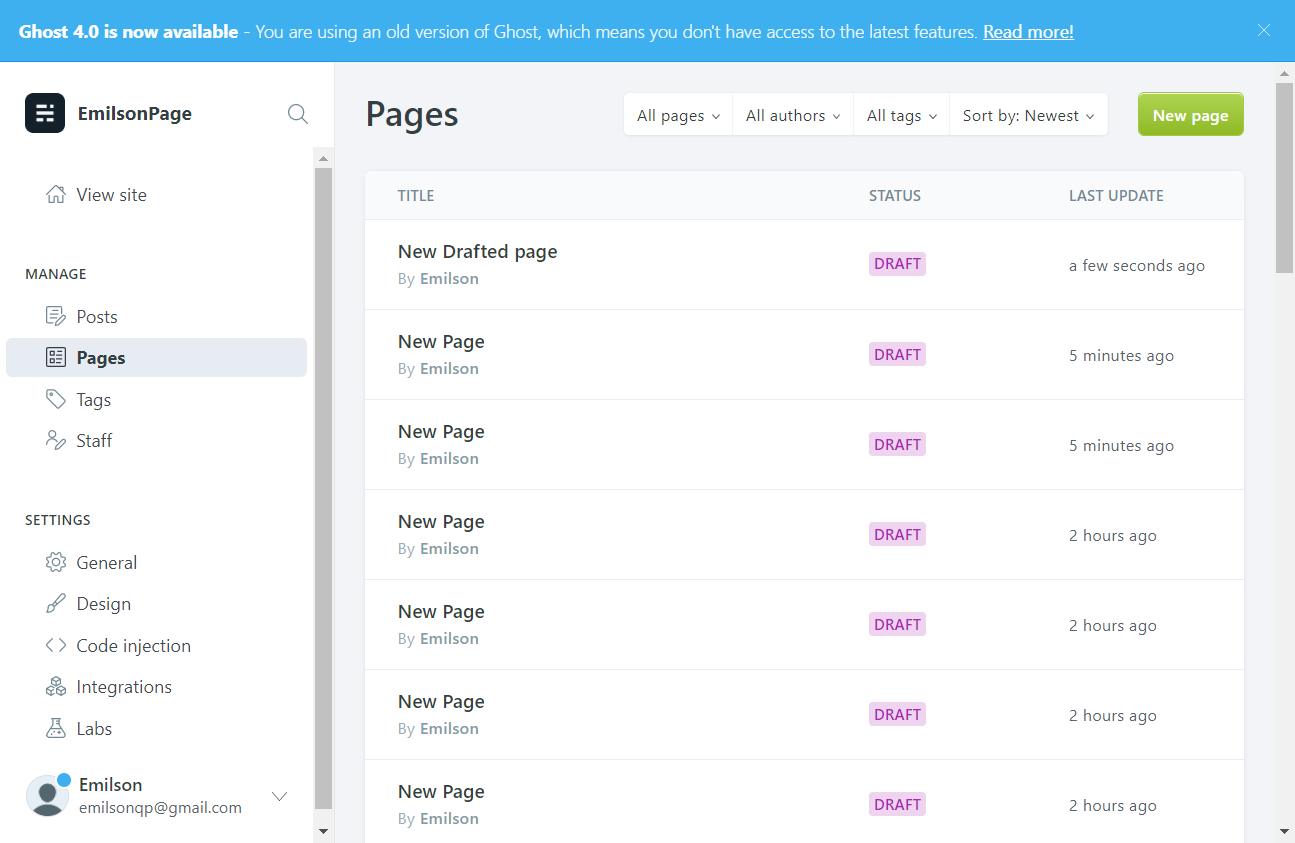 Ghost 4.0 is now available - You are using an old version of Ghost, which means you don't have access to the latest features. Read more!
EmilsonPage
View site
MANAGE
Posts
Pages
Tags
Staff
SETTINGS
General
Design
Code injection
Integrations
Labs
Emilson
emilsonqp@gmail.com
Pages
All pages All authors All tags Sort by: Newest New page
TITLE STATUS LAST UPDATE
New Drafted page
By Emilson
DRAFT a few seconds ago
New Page
By Emilson
DRAFT 5 minutes ago
New Page
By Emilson
DRAFT 5 minutes ago
New Page
By Emilson
DRAFT 2 hours ago
New Page
By Emilson
DRAFT 2 hours ago
New Page
By Emilson
DRAFT 2 hours ago
New Page
By Emilson
DRAFT 2 hours ago